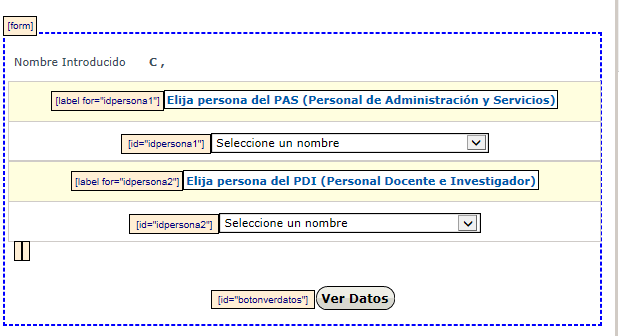 [form]
Nombre Introducido C ,
[label for="idpersona1"] Elija persona del PAS (Personal de Administración y Servicios)
[id="idpersona1"] Seleccione un nombre
[label for="idpersona2"] Elija persona del PDI (Personal Docente e Investigador)
[id="idpersona2"] Seleccione un nombre
[id="botonverdatos"] Ver Datos